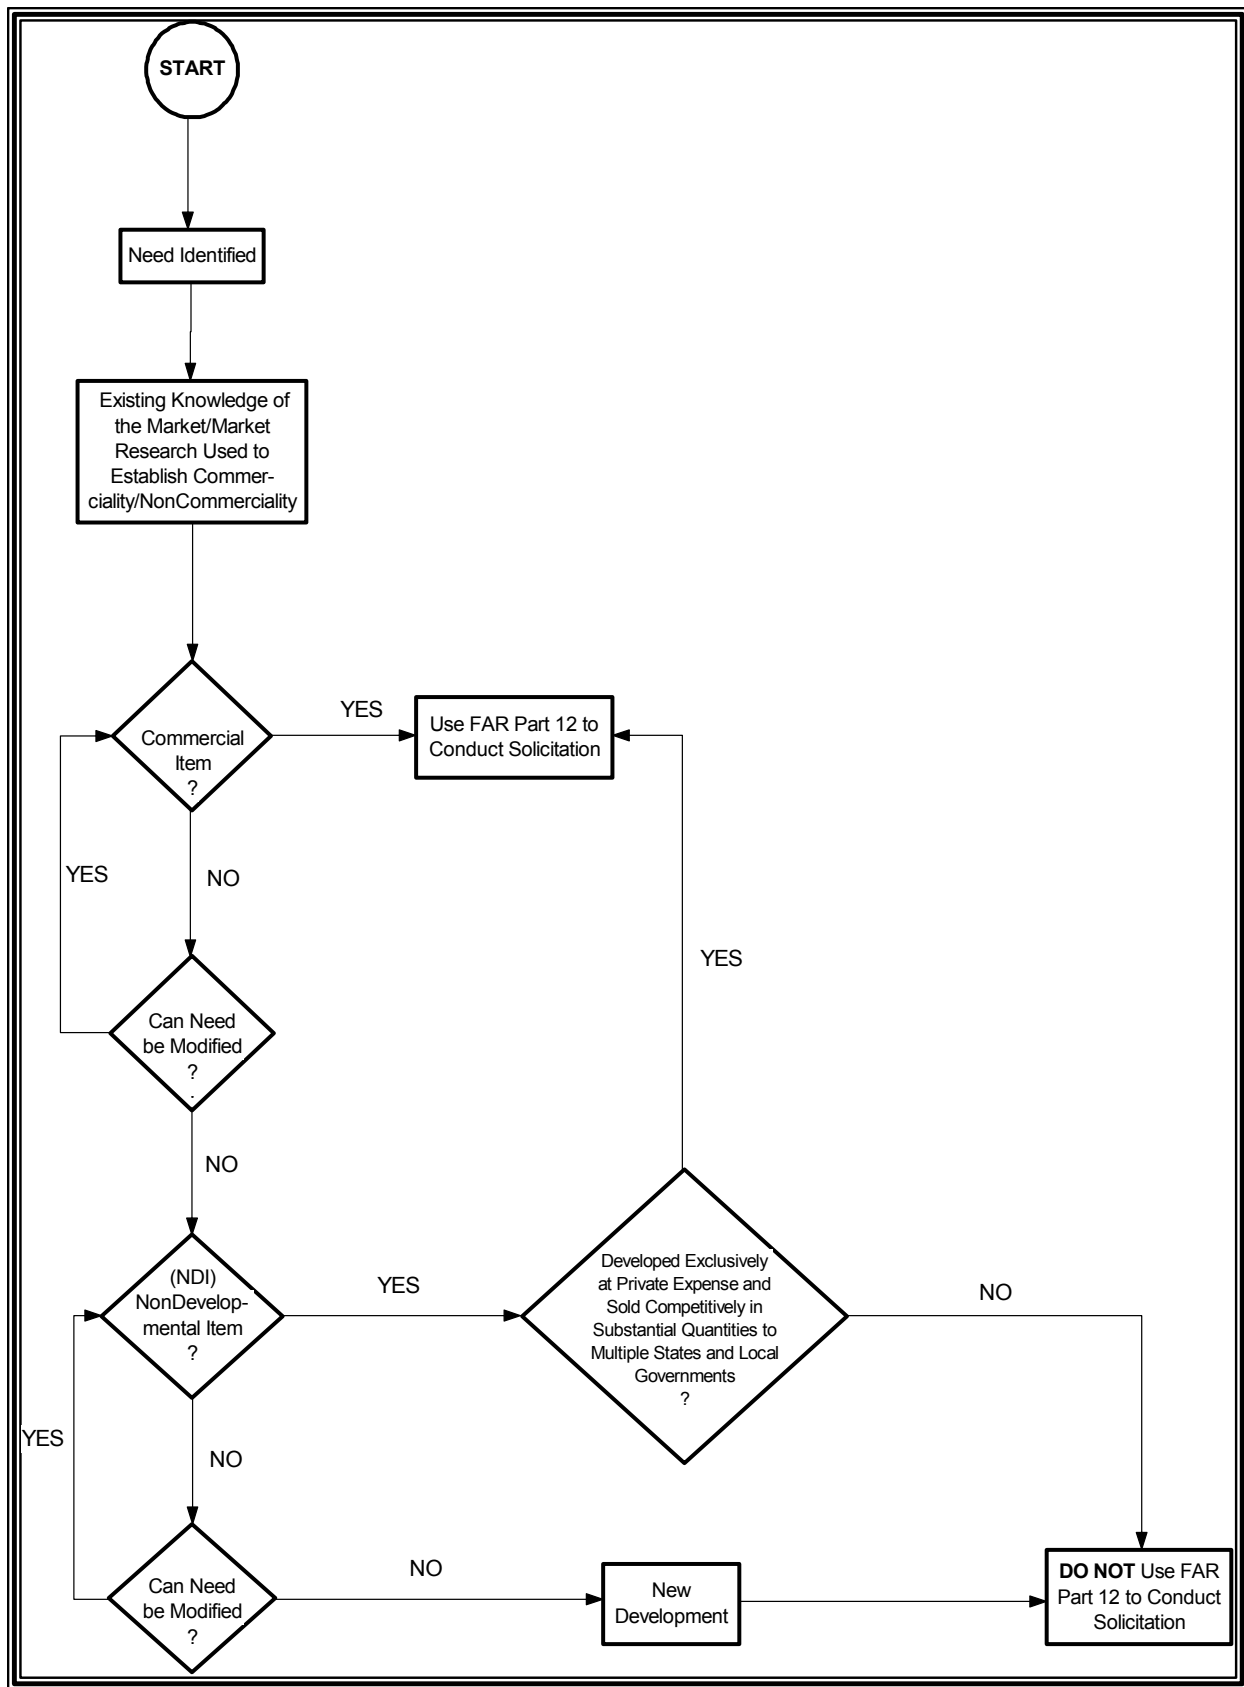 START
Need Identified
Existing Knowledge of
the Market/Market
Research Used to
Establish Commer-
ciality/NonCommerciality
Commercial
Item
?
YES
Use FAR Part 12 to
Conduct Solicitation
YES
NO
YES
Can Need
be Modified
?
.
NO
(NDI)
NonDevelop-
mental Item
?
YES
Developed Exclusively
at Private Expense and
Sold Competitively in
Substantial Quantities to
Multiple States and Local
Governments
?
NO
YES
NO
Can Need
be Modified
?
NO
New
Development
DO NOT Use FAR
Part 12 to Conduct
Solicitation